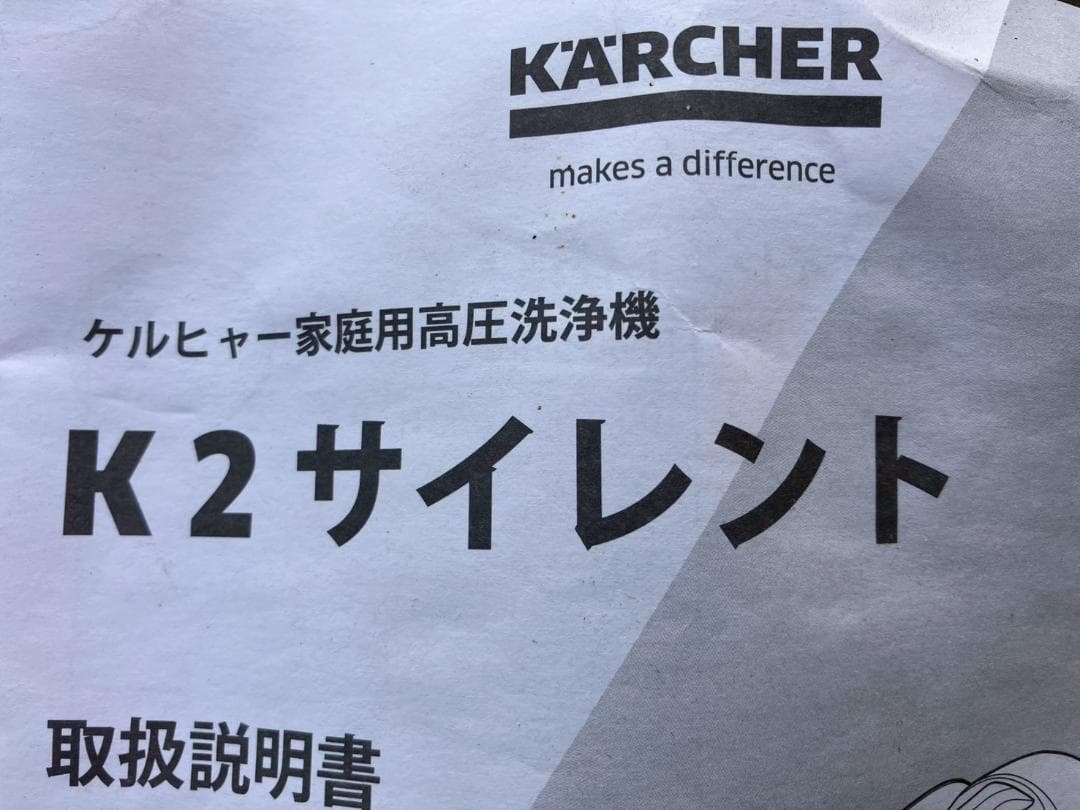 KÄRCHER
makes a difference
ケルヒャー家庭用高圧洗浄機
K2サイレント
取扱説明書